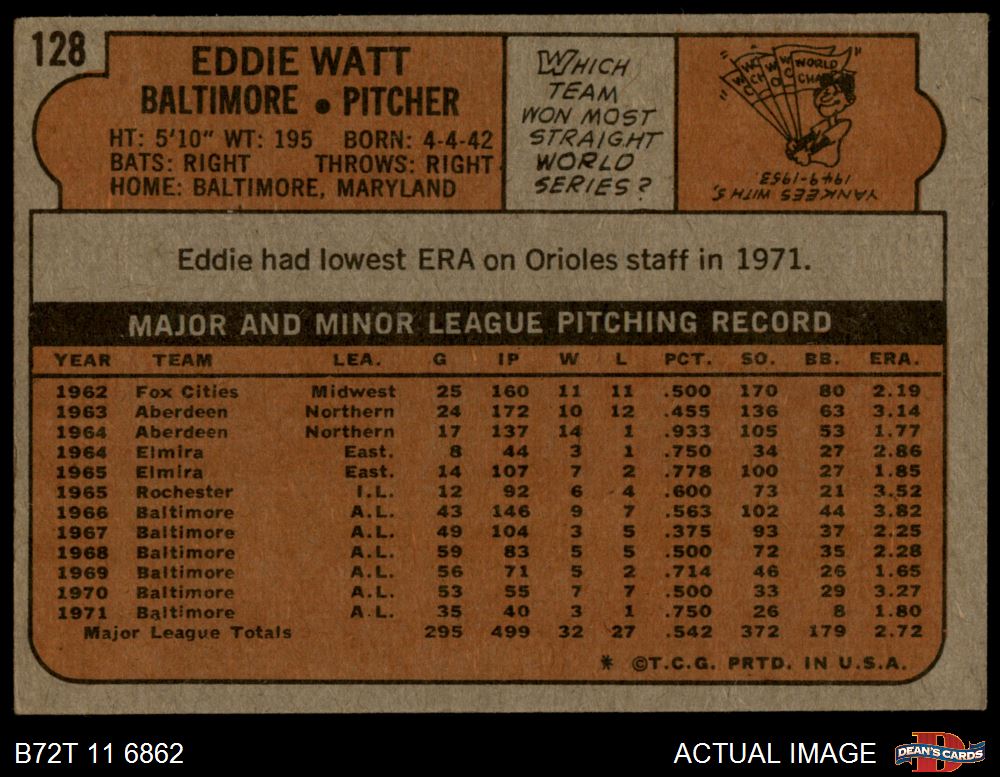 128
EDDIE WATT
BALTIMORE • PITCHER
HT: 5'10" WT: 195 BORN: 4-4-42
BATS: RIGHT THROWS: RIGHT
HOME: BALTIMORE, MARYLAND
WHICH
TEAM
WON MOST
STRAIGHT
WORLD
SERIES?
WORLD
CHA
YANKEES WITH 5,
1949-1953.
Eddie had lowest ERA on Orioles staff in 1971.
MAJOR AND MINOR LEAGUE PITCHING RECORD
YEAR TEAM LEA. G IP W L PCT. SO. BB. ERA.
1962 Fox Cities Midwest 25 160 11 11 .500 170 80 2.19
1963 Aberdeen Northern 24 172 10 12 .455 136 63 3.14
1964 Aberdeen Northern 17 137 14 1 .933 105 53 1.77
1964 Elmira East. 8 44 3 1 .750 34 27 2.86
1965 Elmira East. 14 107 7 2 .778 100 27 1.85
1965 Rochester I.L. 12 92 6 4 .600 73 21 3.52
1966 Baltimore A.L. 43 146 9 7 .563 102 44 3.82
1967 Baltimore A.L. 49 104 3 5 .375 93 37 2.25
1968 Baltimore A.L. 59 83 5 5 .500 72 35 2.28
1969 Baltimore A.L. 56 71 5 2 .714 46 26 1.65
1970 Baltimore A.L. 53 55 7 7 .500 33 29 3.27
1971 Baltimore A.L. 35 40 3 1 .750 26 8 1.80
Major League Totals 295 499 32 27 .542 372 179 2.72
* ©T.C.G. PRTD. IN U.S.A.
B72T 11 6862
ACTUAL IMAGE
D
DEAN'S CARDS